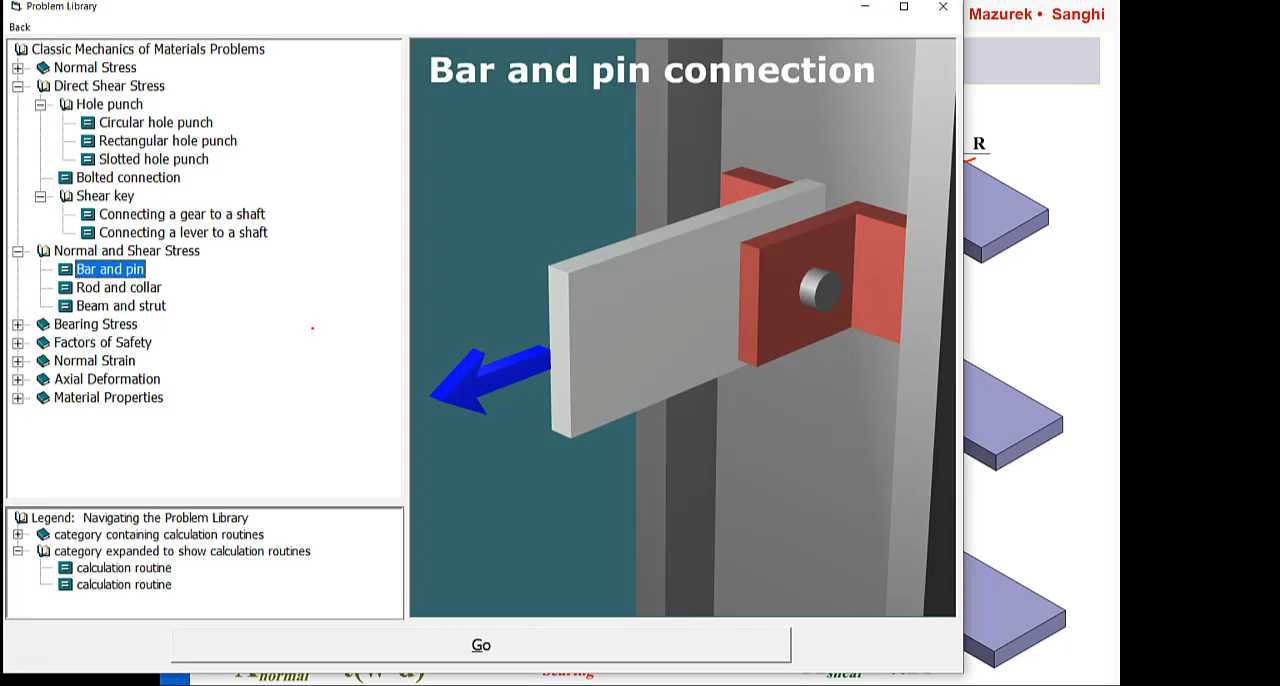 Problem Library
Back
Mazurek • Sanghi
Classic Mechanics of Materials Problems
Normal Stress
Direct Shear Stress
Hole punch
Circular hole punch
Rectangular hole punch
Slotted hole punch
Bolted connection
Shear key
Connecting a gear to a shaft
Connecting a lever to a shaft
Normal and Shear Stress
Bar and pin
Rod and collar
Beam and strut
Bearing Stress
Factors of Safety
Normal Strain
Axial Deformation
Material Properties
Bar and pin connection
R
Legend: Navigating the Problem Library
category containing calculation routines
category expanded to show calculation routines
calculation routine
calculation routine
Go
normal
bearing
shear